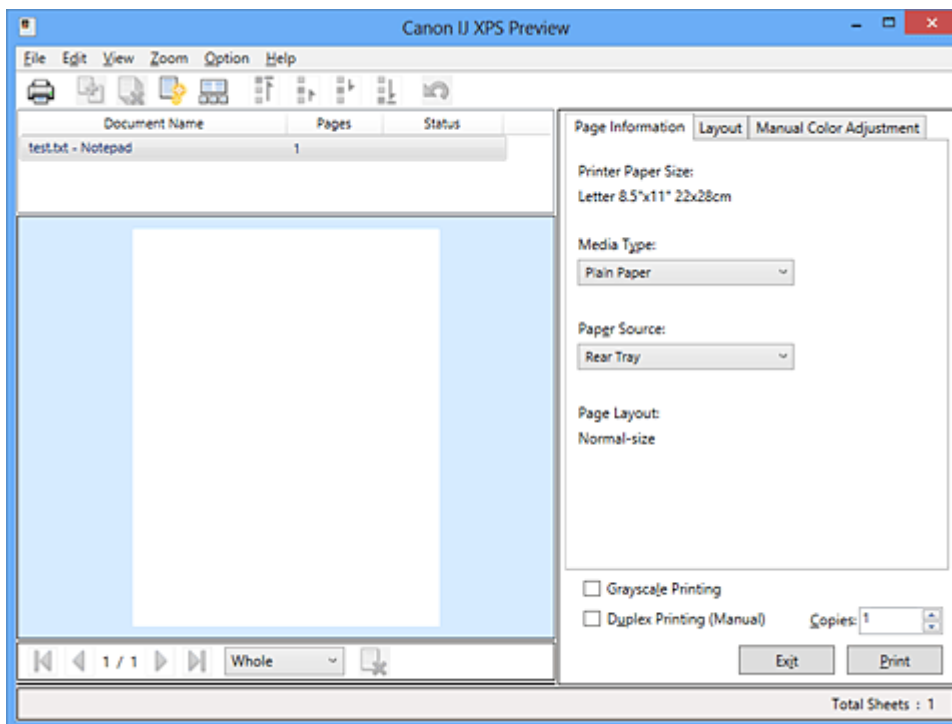 Canon IJ XPS Preview
File Edit View Zoom Option Help
Document Name Pages Status
test.txt - Notepad 1
Page Information Layout Manual Color Adjustment
Printer Paper Size:
Letter 8.5"x11" 22x28cm
Media Type:
Plain Paper
Paper Source:
Rear Tray
Page Layout:
Normal-size
Grayscale Printing
Duplex Printing (Manual) Copies: 1
1 / 1 Whole
Exit Print
Total Sheets : 1